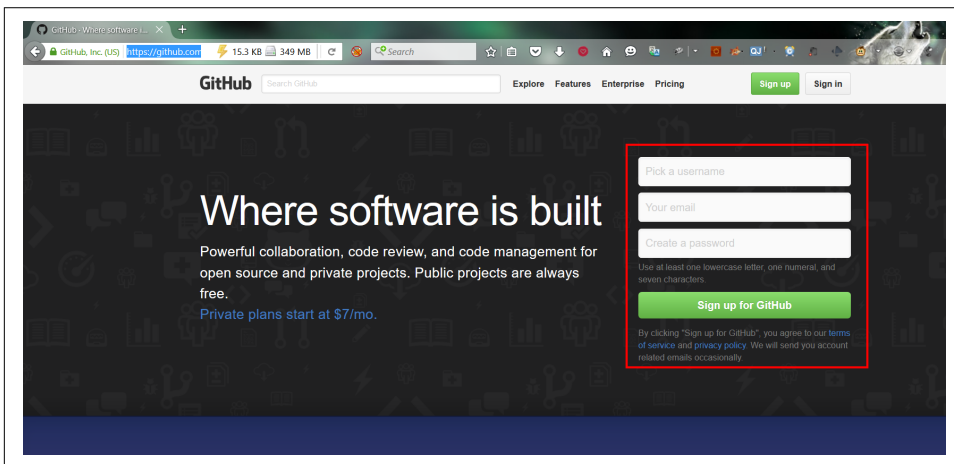 GitHub · Where software i...
GitHub, Inc. (US) https://github.com 15.3 KB 349 MB Search
GitHub Search GitHub Explore Features Enterprise Pricing Sign up Sign in
Pick a username
Your email
Create a password
Use at least one lowercase letter, one numeral, and
seven characters.
Sign up for GitHub
By clicking "Sign up for GitHub", you agree to our terms
of service and privacy policy. We will send you account
related emails occasionally.
Where software is built
Powerful collaboration, code review, and code management for
open source and private projects. Public projects are always
free.
Private plans start at $7/mo.